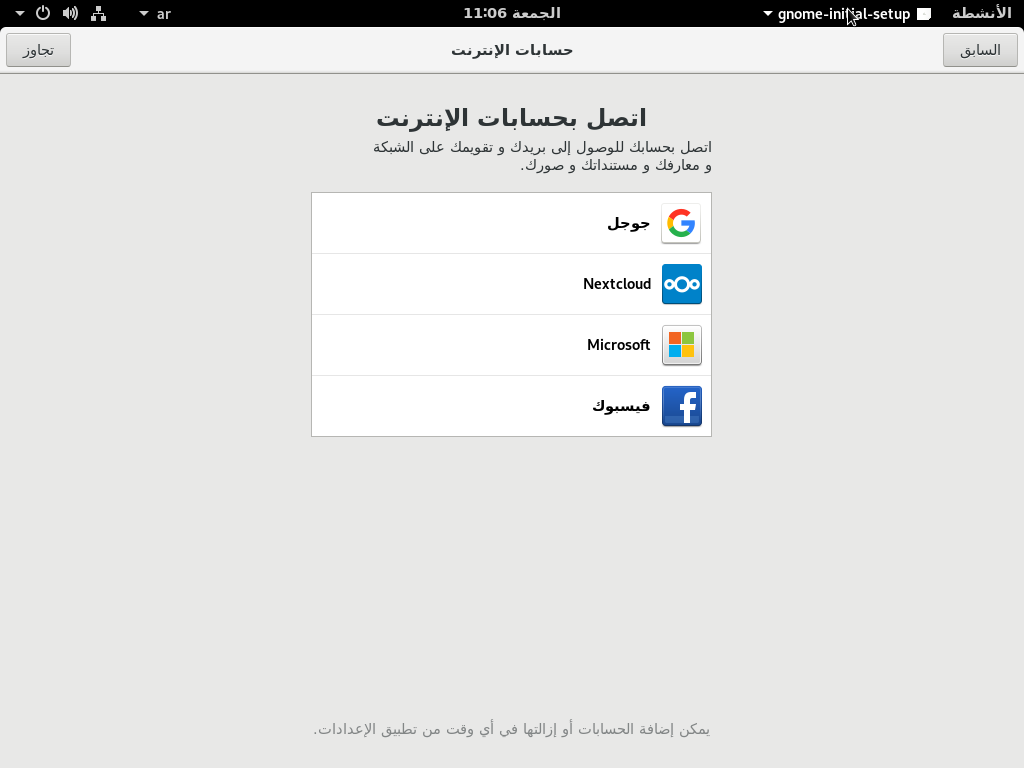 الأنشطة
gnome-initial-setup
الجمعة 11:06
ar
السابق
حسابات الإنترنت
تجاوز
اتصل بحسابات الإنترنت
اتصل بحسابك للوصول إلى بريدك و تقويمك على الشبكة
و معارفك و مستنداتك و صورك.
جوجل
Nextcloud
Microsoft
فيسبوك
يمكن إضافة الحسابات أو إزالتها في أي وقت من تطبيق الإعدادات.